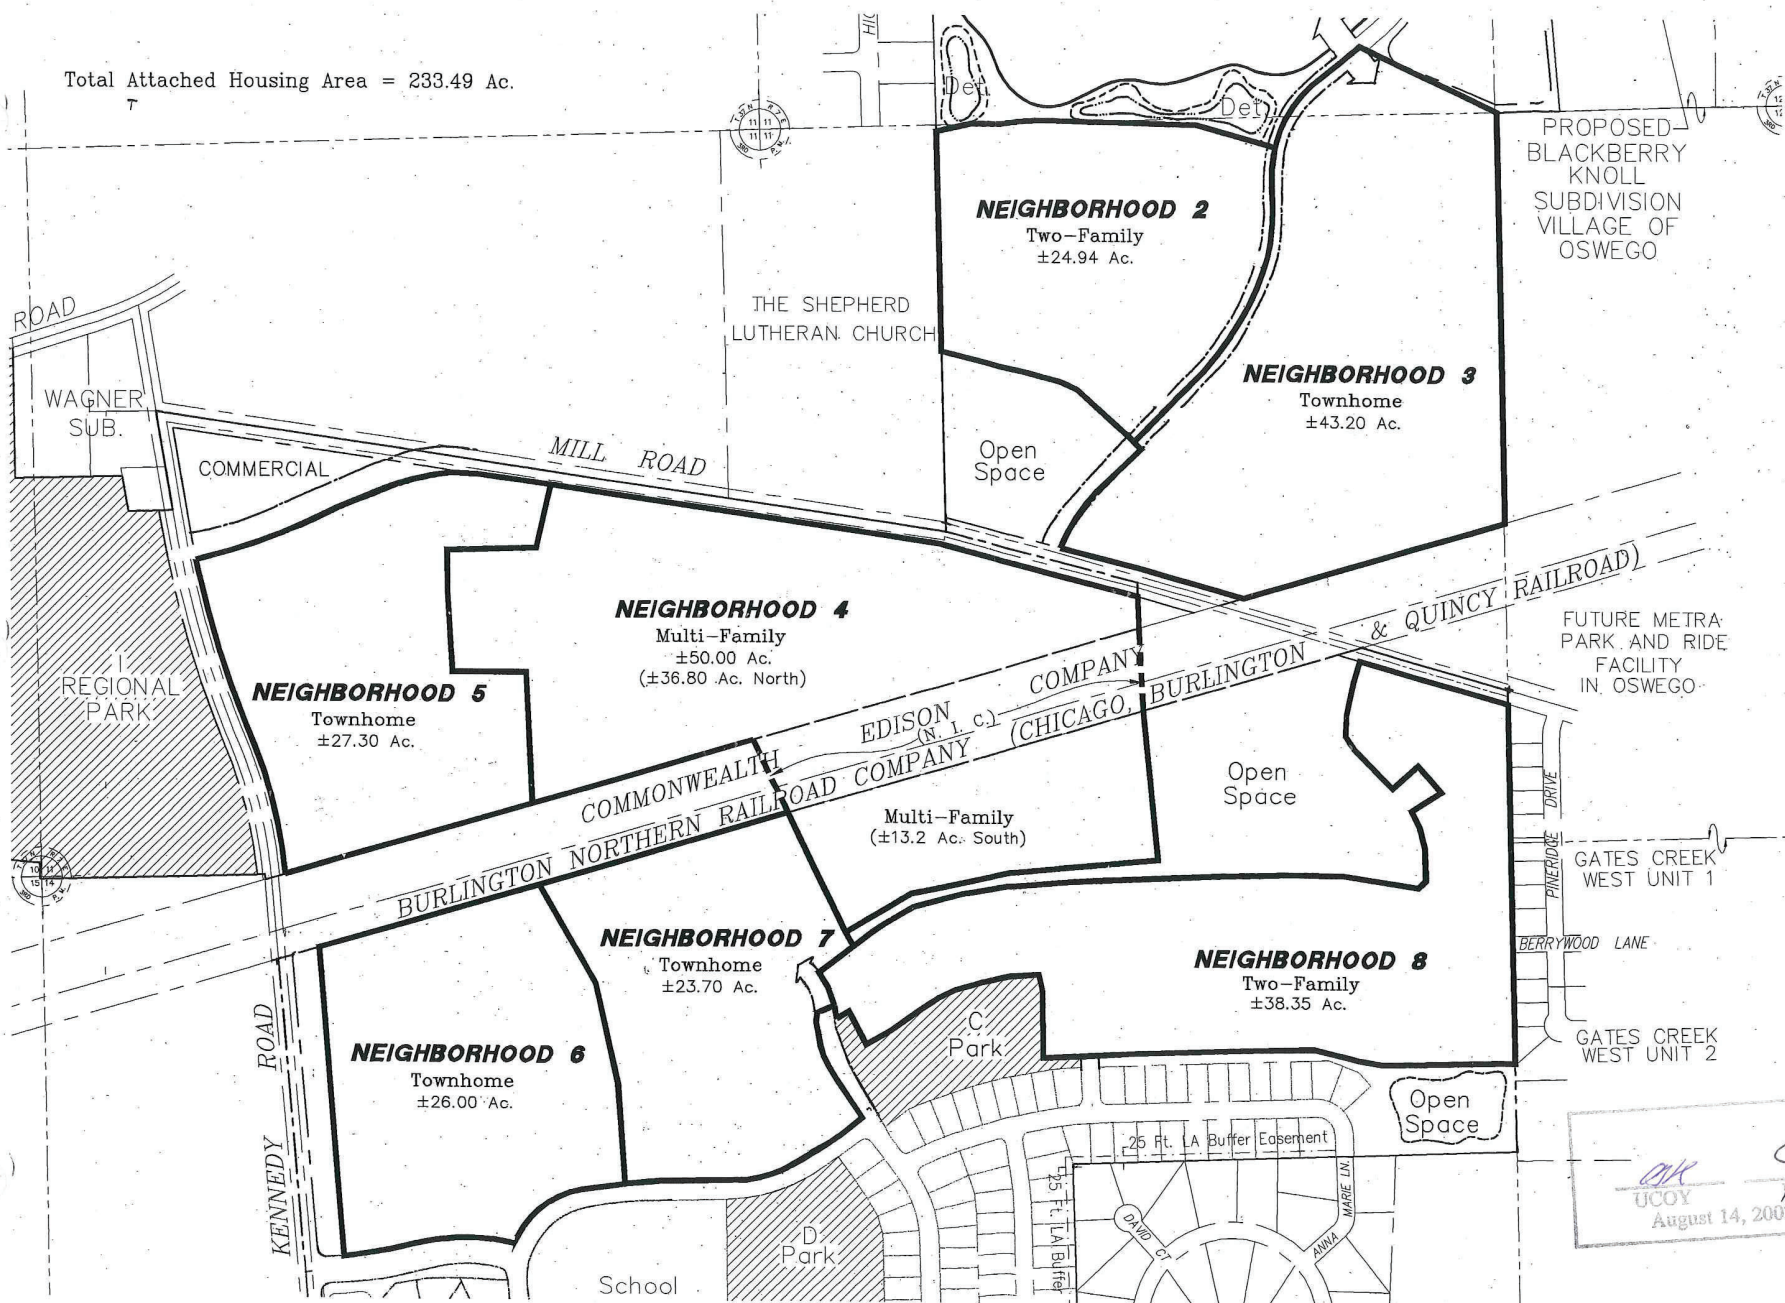 Total Attached Housing Area = 233.49 Ac.
Det
Det
PROPOSED
BLACKBERRY
KNOLL
SUBDIVISION
VILLAGE OF
OSWEGO
NEIGHBORHOOD 2
Two-Family
±24.94 Ac.
THE SHEPHERD
LUTHERAN CHURCH
ROAD
WAGNER
SUB.
NEIGHBORHOOD 3
Townhome
±43.20 Ac.
COMMERCIAL
MILL ROAD
Open
Space
NEIGHBORHOOD 4
Multi-Family
±50.00 Ac.
(±36.80 Ac. North)
I
REGIONAL
PARK
NEIGHBORHOOD 5
Townhome
±27.30 Ac.
COMMONWEALTH EDISON COMPANY
(N. I. C.)
BURLINGTON NORTHERN RAILROAD COMPANY (CHICAGO, BURLINGTON & QUINCY RAILROAD)
FUTURE METRA
PARK AND RIDE
FACILITY
IN OSWEGO
Open
Space
Multi-Family
(±13.2 Ac. South)
PINERIDGE DRIVE
GATES CREEK
WEST UNIT 1
BERRYWOOD LANE
NEIGHBORHOOD 7
Townhome
±23.70 Ac.
NEIGHBORHOOD 8
Two-Family
±38.35 Ac.
C
Park
GATES CREEK
WEST UNIT 2
NEIGHBORHOOD 6
Townhome
±26.00 Ac.
KENNEDY ROAD
Open
Space
25 Ft. LA Buffer Easement
25 Ft. LA Buffer
MARIE LN.
DAVID CT
ANNA
D
Park
School
UCOY
August 14, 200